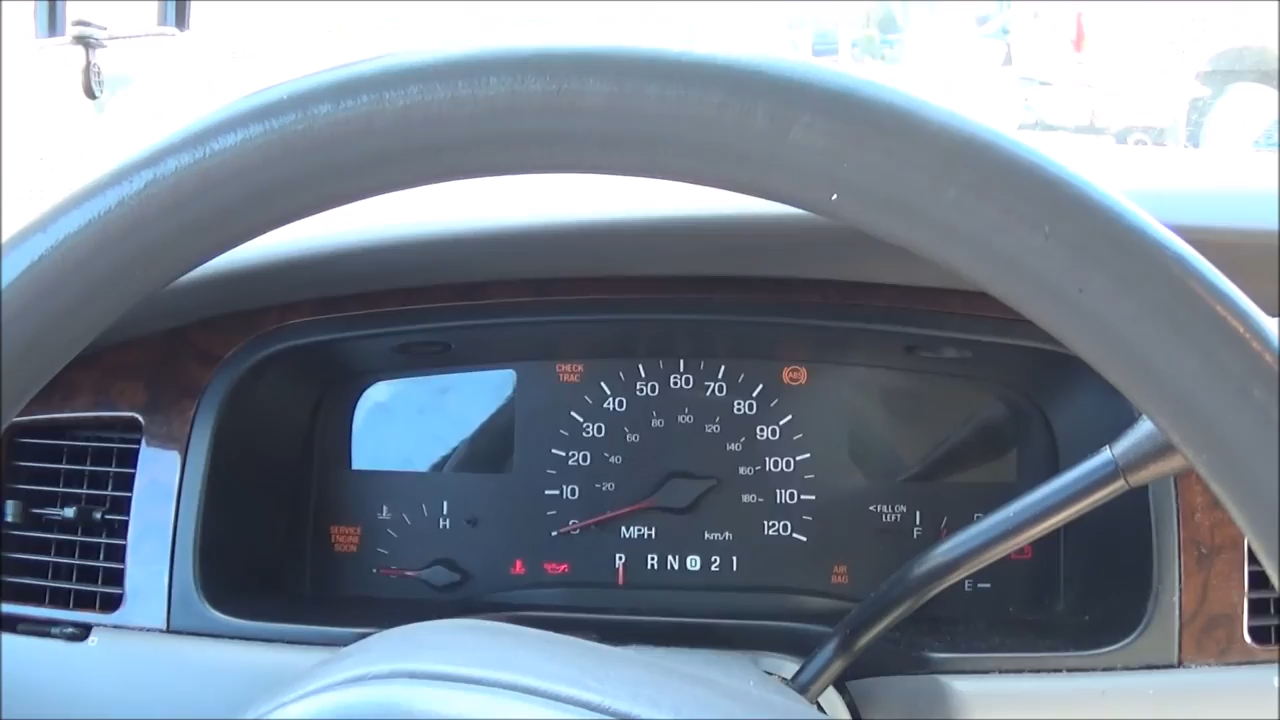 CHECK
TRAC
ABS
0
10
20
30
40
50
60
70
80
90
100
110
120
20
40
60
80
100
120
140
160
180
MPH
km/h
SERVICE
ENGINE
SOON
H
P R N D 2 1
AIR
BAG
<FILL ON
LEFT
F
E